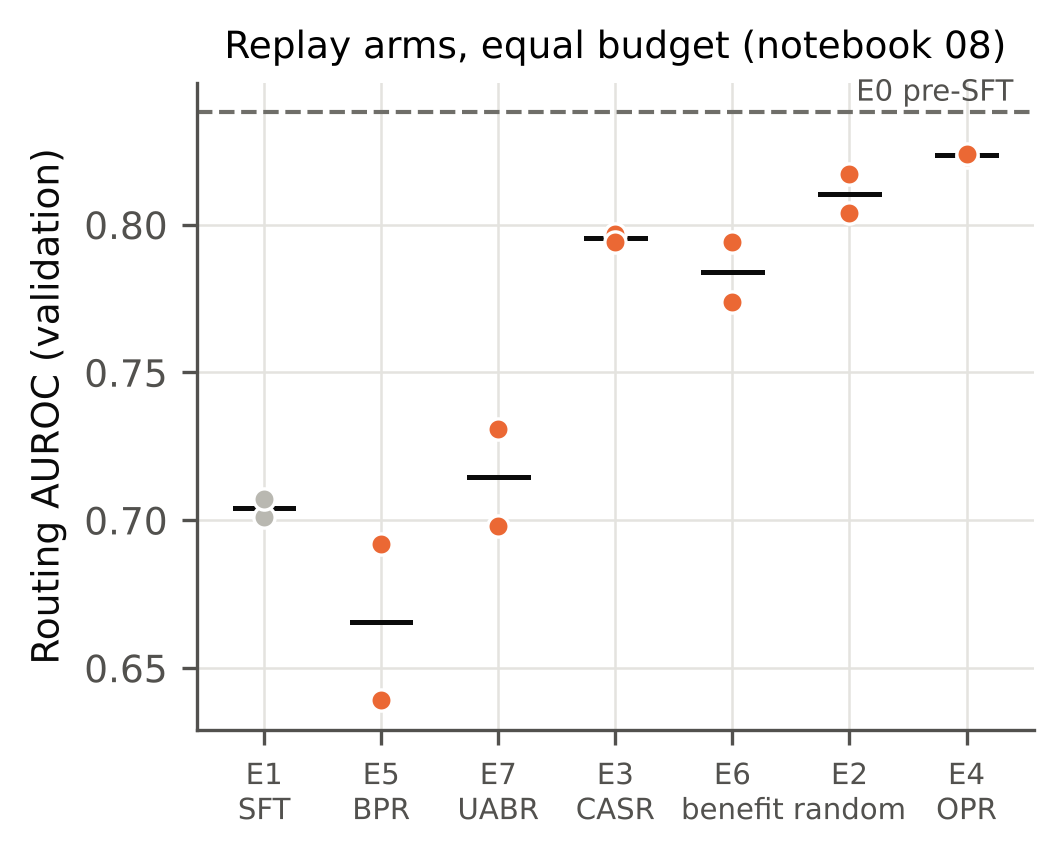 Replay arms, equal budget (notebook 08)
E0 pre-SFT
Routing AUROC (validation)
0.80
0.75
0.70
0.65
E1 E5 E7 E3 E6 E2 E4
SFT BPR UABR CASR benefit random OPR